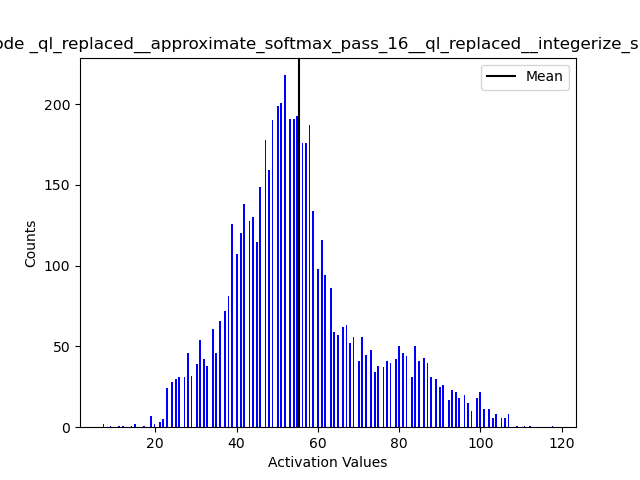 ode _ql_replaced__approximate_softmax_pass_16__ql_replaced__integerize_s
Mean
Counts
200
150
100
50
0
20 40 60 80 100 120
Activation Values